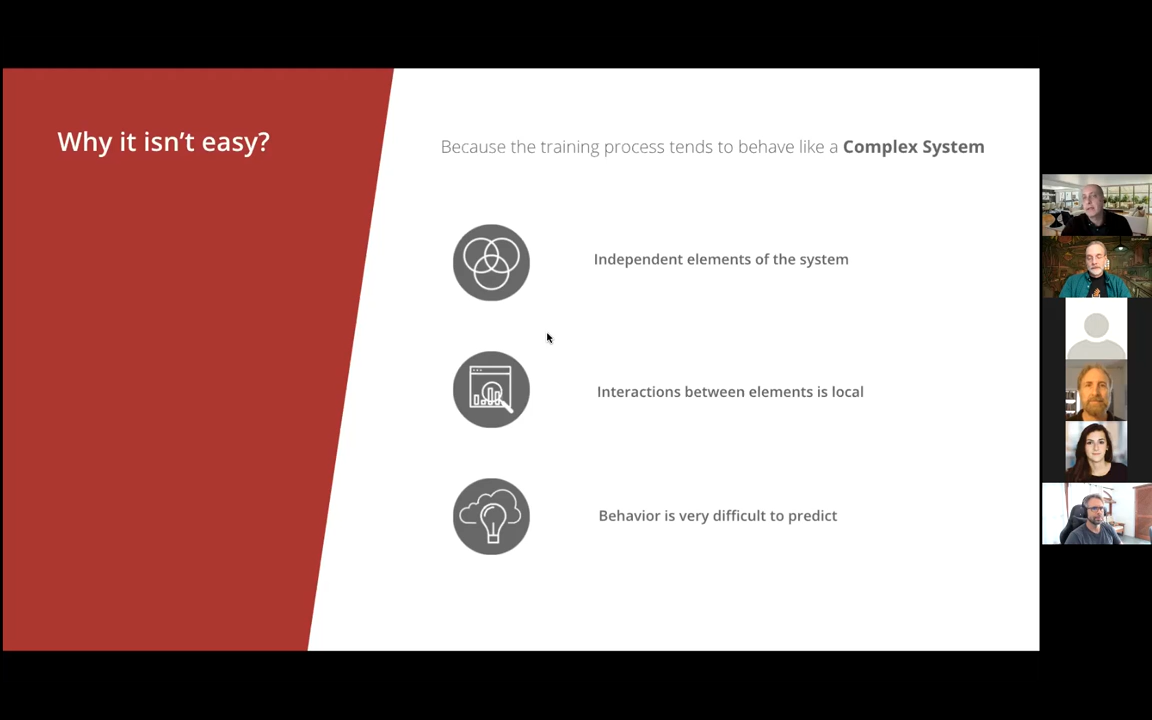 Why it isn't easy?
Because the training process tends to behave like a Complex System
Independent elements of the system
Interactions between elements is local
Behavior is very difficult to predict